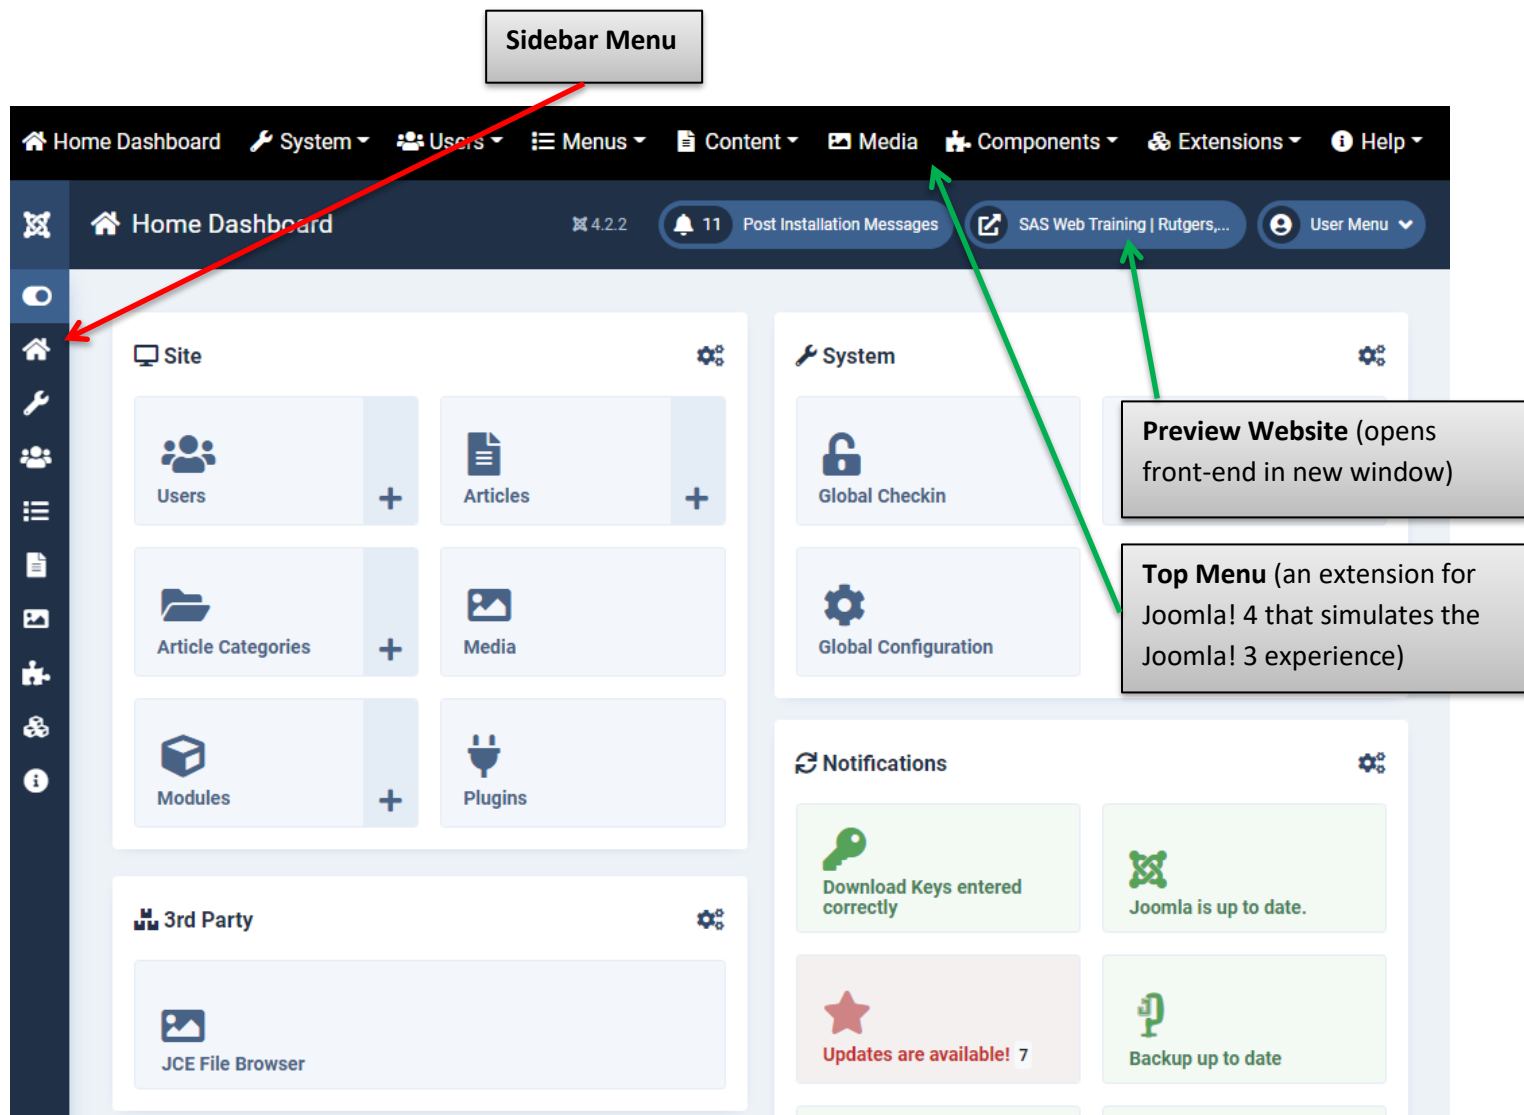 Sidebar Menu
Home Dashboard System Users Menus Content Media Components Extensions Help
Home Dashboard 4.2.2 11 Post Installation Messages SAS Web Training | Rutgers,... User Menu
Site
Users
Articles
Article Categories
Media
Modules
Plugins
3rd Party
JCE File Browser
System
Global Checkin
Global Configuration
Preview Website (opens
front-end in new window)
Top Menu (an extension for
Joomla! 4 that simulates the
Joomla! 3 experience)
Notifications
Download Keys entered
correctly
Joomla is up to date.
Updates are available! 7
Backup up to date